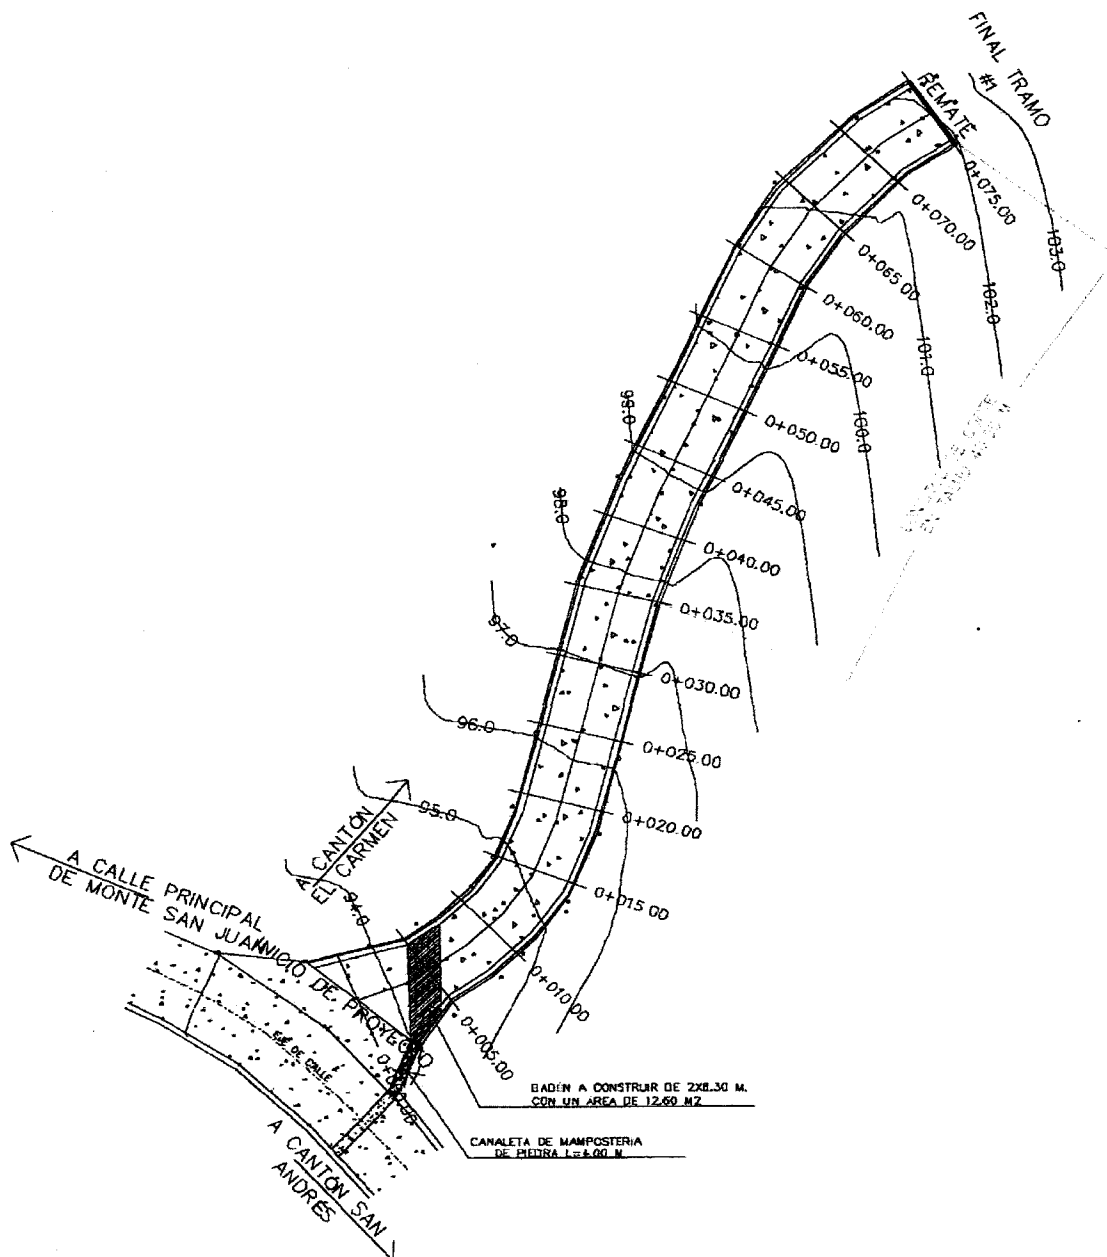 FINAL TRAMO
#1
REMATE
0+075.00
0+070.00
0+065.00
0+060.00
0+055.00
0+050.00
0+045.00
0+040.00
0+035.00
0+030.00
0+025.00
0+020.00
0+015.00
0+010.00
0+005.00
103.0
102.0
101.0
100.0
99.0
98.0
97.0
96.0
95.0
94.0
A CANTÓN
EL CARMEN
A CALLE PRINCIPAL
DE MONTE SAN JUAN
INICIO DE PROYECTO
EJE DE CALLE
BADÉN A CONSTRUIR DE 2X6.30 M.
CON UN AREA DE 12.60 M2
CANALETA DE MAMPOSTERIA
DE PIEDRA L=4.00 M
A CANTÓN SAN
ANDRÉS